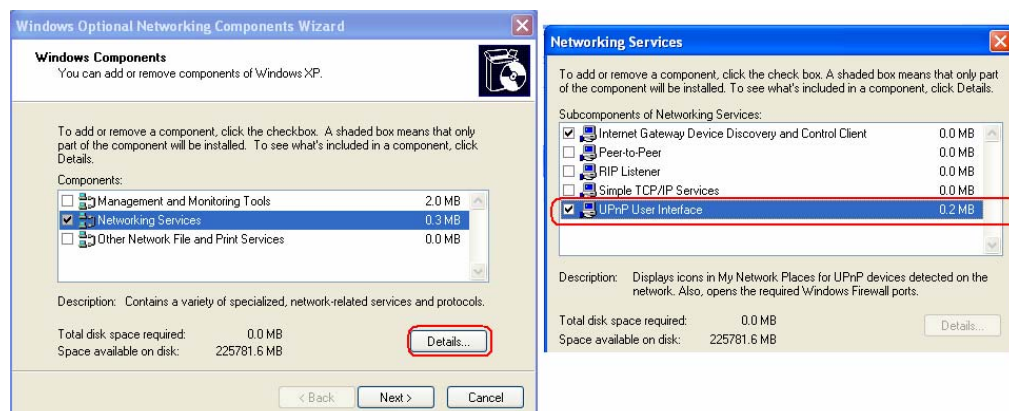 Windows Optional Networking Components Wizard
Windows Components
You can add or remove components of Windows XP.
To add or remove a component, click the checkbox. A shaded box means that only
part of the component will be installed. To see what's included in a component, click
Details.
Components:
Management and Monitoring Tools 2.0 MB
Networking Services 0.3 MB
Other Network File and Print Services 0.0 MB
Description: Contains a variety of specialized, network-related services and protocols.
Total disk space required: 0.0 MB
Space available on disk: 225781.6 MB
Details...
< Back
Next >
Cancel
Networking Services
To add or remove a component, click the check box. A shaded box means that only part
of the component will be installed. To see what's included in a component, click Details.
Subcomponents of Networking Services:
Internet Gateway Device Discovery and Control Client 0.0 MB
Peer-to-Peer 0.0 MB
RIP Listener 0.0 MB
Simple TCP/IP Services 0.0 MB
UPnP User Interface 0.2 MB
Description: Displays icons in My Network Places for UPnP devices detected on the
network. Also, opens the required Windows Firewall ports.
Total disk space required: 0.0 MB
Space available on disk: 225781.6 MB
Details...